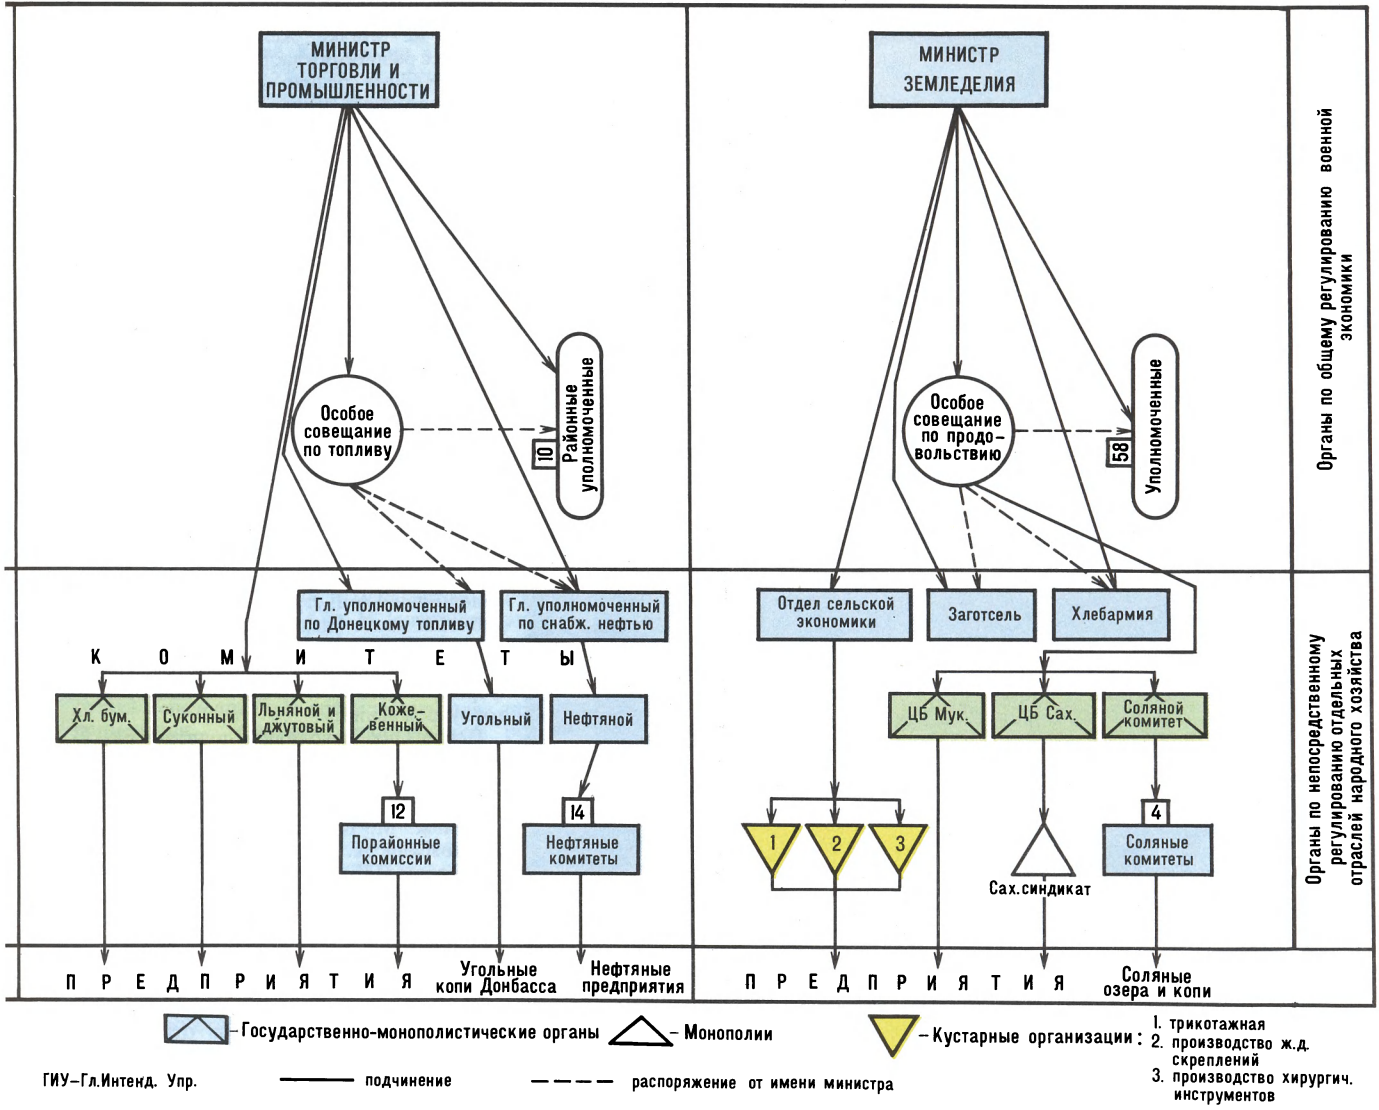 МИНИСТР
ТОРГОВЛИ И
ПРОМЫШЛЕННОСТИ
МИНИСТР
ЗЕМЛЕДЕЛИЯ
Органы по общему регулированию военной
экономики
Особое
совещание
по топливу
10
Районные
уполномоченные
Особое
совещание
по продо-
вольствию
58
Уполномоченные
Гл. уполномоченный
по Донецкому топливу
Гл. уполномоченный
по снабж. нефтью
Отдел сельской
экономики
Заготсель
Хлебармия
Органы по непосредственному
регулированию отдельных
отраслей народного хозяйства
КОМИТЕТЫ
Хл. бум.
Суконный
Льняной и
джутовый
Коже-
венный
Угольный
Нефтяной
ЦБ Мук.
ЦБ Сах.
Соляной
комитет
12
Порайонные
комиссии
14
Нефтяные
комитеты
1
2
3
Сах.синдикат
4
Соляные
комитеты
ПРЕДПРИЯТИЯ
Угольные
копи Донбасса
Нефтяные
предприятия
ПРЕДПРИЯТИЯ
Соляные
озера и копи
-Государственно-монополистические органы
- Монополии
-Кустарные организации:
1. трикотажная
2. производство ж.д.
скреплений
3. производство хирургич.
инструментов
ГИУ-Гл.Интенд. Упр.
подчинение
распоряжение от имени министра